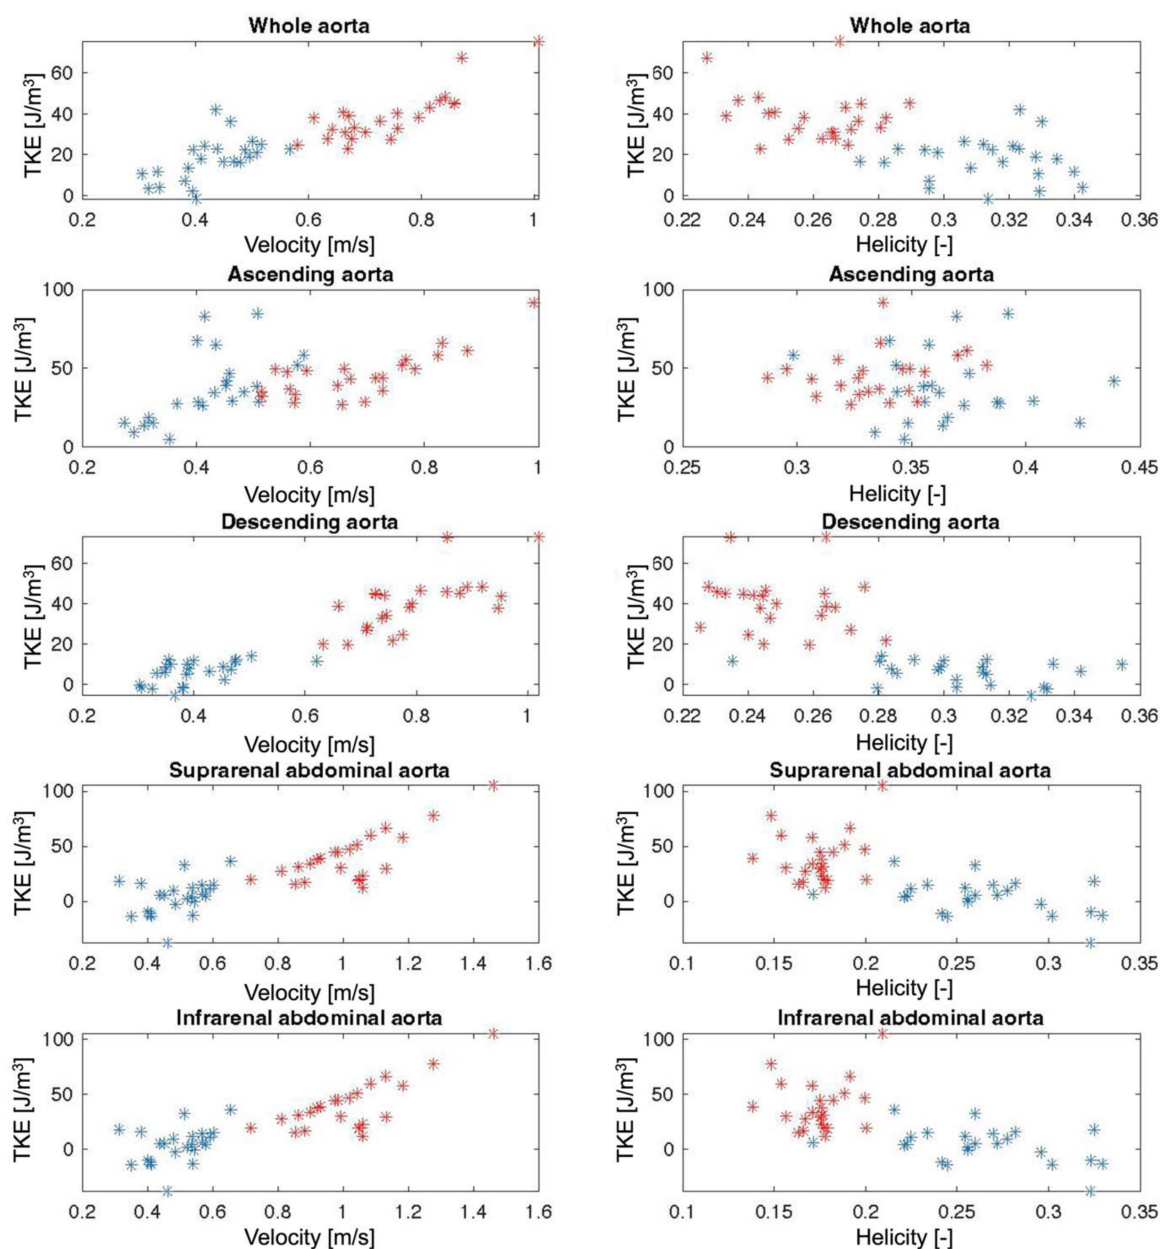 Whole aorta
TKE [J/m³]
60
40
20
0
0.2 0.4 0.6 0.8 1
Velocity [m/s]
Whole aorta
TKE [J/m³]
60
40
20
0
0.22 0.24 0.26 0.28 0.3 0.32 0.34 0.36
Helicity [-]
Ascending aorta
TKE [J/m³]
100
50
0
0.2 0.4 0.6 0.8 1
Velocity [m/s]
Ascending aorta
TKE [J/m³]
100
50
0
0.25 0.3 0.35 0.4 0.45
Helicity [-]
Descending aorta
TKE [J/m³]
60
40
20
0
0.2 0.4 0.6 0.8 1
Velocity [m/s]
Descending aorta
TKE [J/m³]
60
40
20
0
0.22 0.24 0.26 0.28 0.3 0.32 0.34 0.36
Helicity [-]
Suprarenal abdominal aorta
TKE [J/m³]
100
50
0
0.2 0.4 0.6 0.8 1 1.2 1.4 1.6
Velocity [m/s]
Suprarenal abdominal aorta
TKE [J/m³]
100
50
0
0.1 0.15 0.2 0.25 0.3 0.35
Helicity [-]
Infrarenal abdominal aorta
TKE [J/m³]
100
50
0
0.2 0.4 0.6 0.8 1 1.2 1.4 1.6
Velocity [m/s]
Infrarenal abdominal aorta
TKE [J/m³]
100
50
0
0.1 0.15 0.2 0.25 0.3 0.35
Helicity [-]